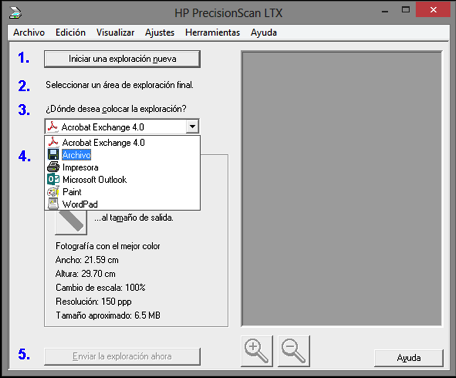 HP PrecisionScan LTX
Archivo Edición Visualizar Ajustes Herramientas Ayuda
1. Iniciar una exploración nueva
2. Seleccionar un área de exploración final.
3. ¿Dónde desea colocar la exploración?
Acrobat Exchange 4.0
Acrobat Exchange 4.0
4. Archivo
Impresora
Microsoft Outlook
Paint
WordPad
...al tamaño de salida.
Fotografía con el mejor color
Ancho: 21.59 cm
Altura: 29.70 cm
Cambio de escala: 100%
Resolución: 150 ppp
Tamaño aproximado: 6.5 MB
5. Enviar la exploración ahora
Ayuda